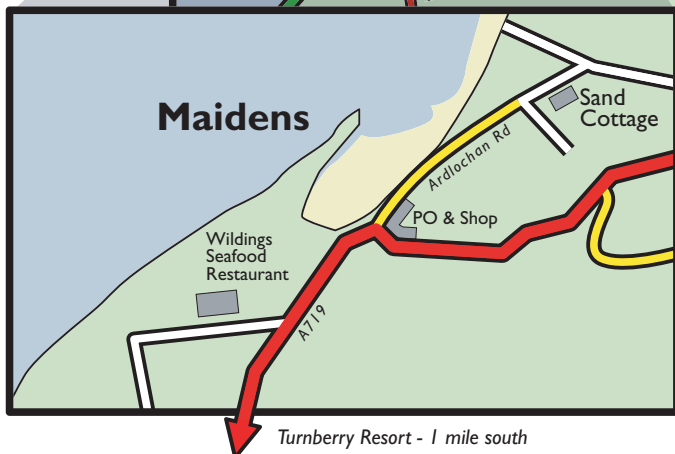 Maidens
Sand
Cottage
Ardlochan Rd
PO & Shop
Wildings
Seafood
Restaurant
A719
Turnberry Resort - 1 mile south